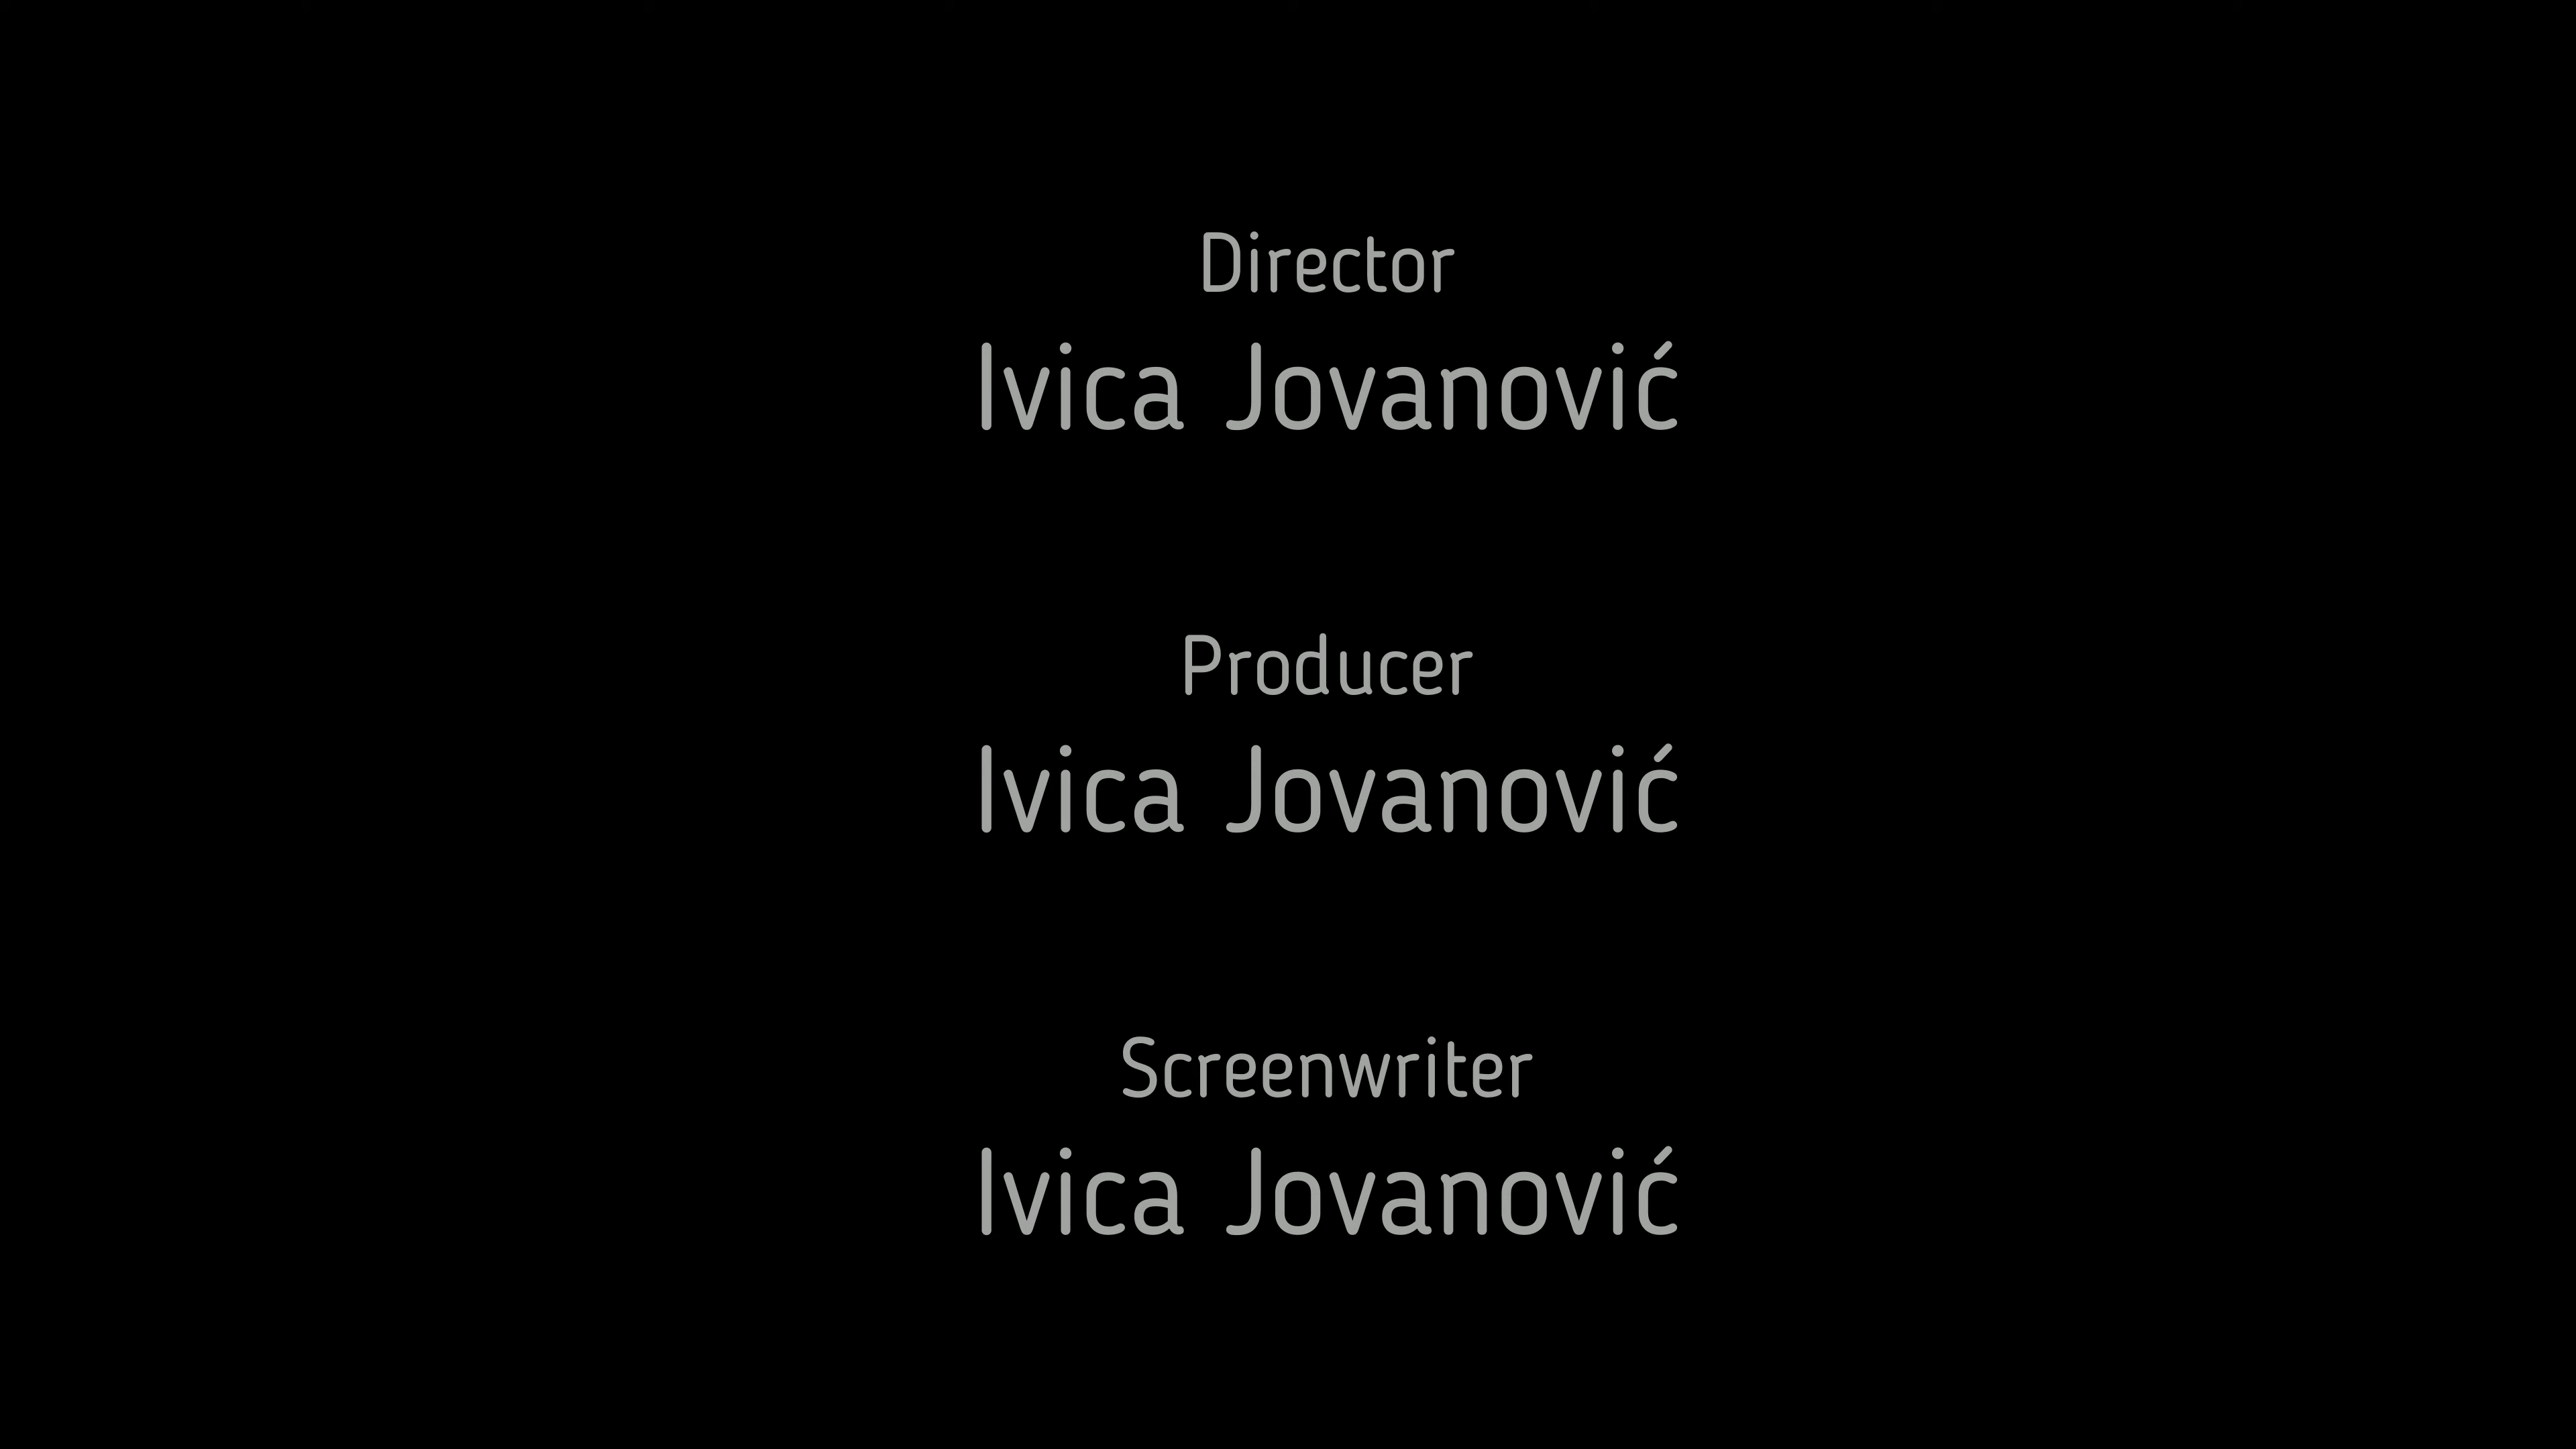 Director
Ivica Jovanović
Producer
Ivica Jovanović
Screenwriter
Ivica Jovanović